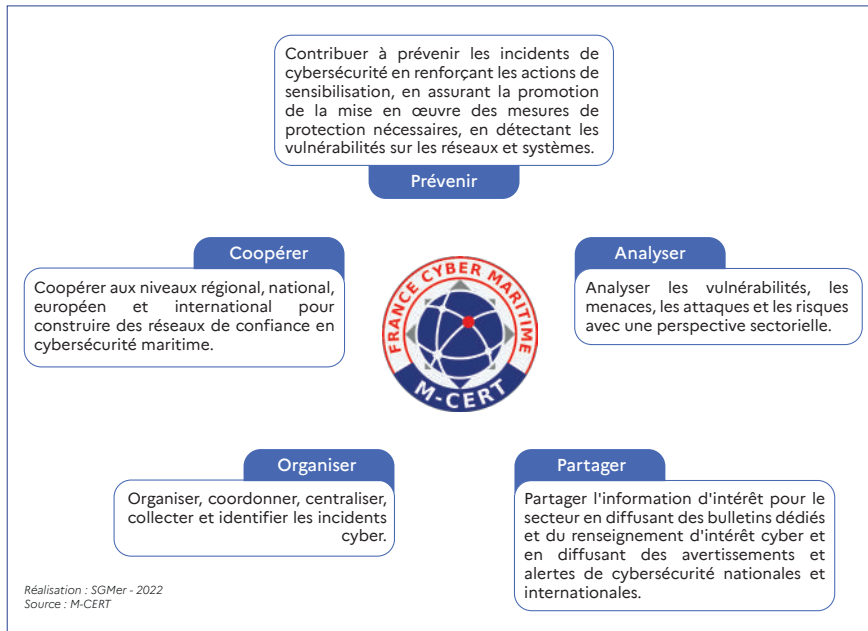 Contribuer à prévenir les incidents de
cybersécurité en renforçant les actions de
sensibilisation, en assurant la promotion
de la mise en œuvre des mesures de
protection nécessaires, en détectant les
vulnérabilités sur les réseaux et systèmes.
Prévenir
Coopérer
Coopérer aux niveaux régional, national,
européen et international pour
construire des réseaux de confiance en
cybersécurité maritime.
FRANCE CYBER MARITIME
M-CERT
Analyser
Analyser les vulnérabilités, les
menaces, les attaques et les risques
avec une perspective sectorielle.
Organiser
Organiser, coordonner, centraliser,
collecter et identifier les incidents
cyber.
Partager
Partager l'information d'intérêt pour le
secteur en diffusant des bulletins dédiés
et du renseignement d'intérêt cyber et
en diffusant des avertissements et
alertes de cybersécurité nationales et
internationales.
Réalisation : SGMer - 2022
Source : M-CERT